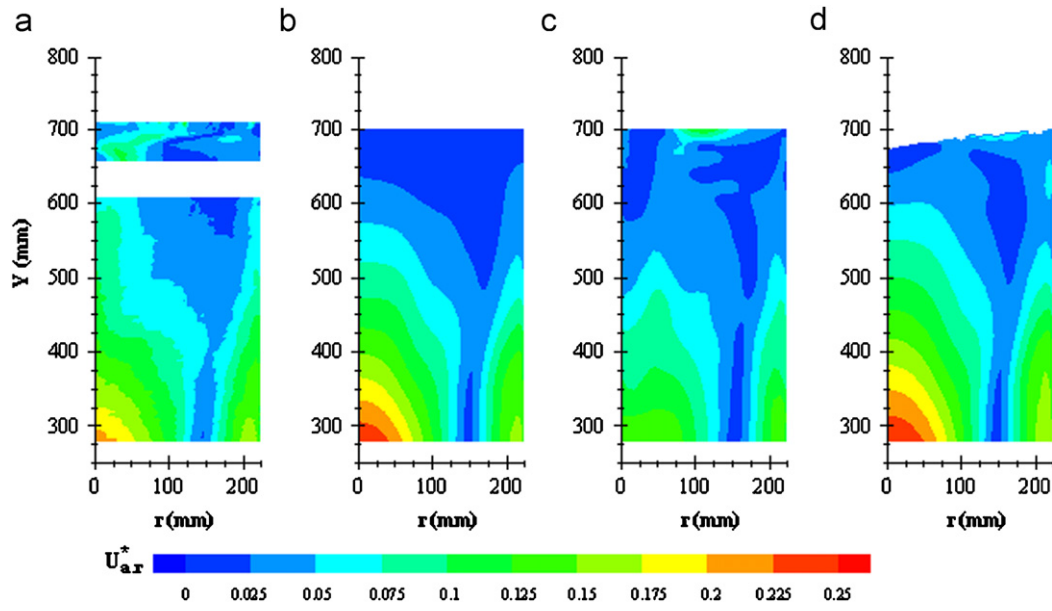 a b c d
800 800 800 800
700 700 700 700
600 600 600 600
Y (mm)
500 500 500 500
400 400 400 400
300 300 300 300
0 100 200 0 100 200 0 100 200 0 100 200
r (mm) r (mm) r (mm) r (mm)
U*a,r
0 0.025 0.05 0.075 0.1 0.125 0.15 0.175 0.2 0.225 0.25